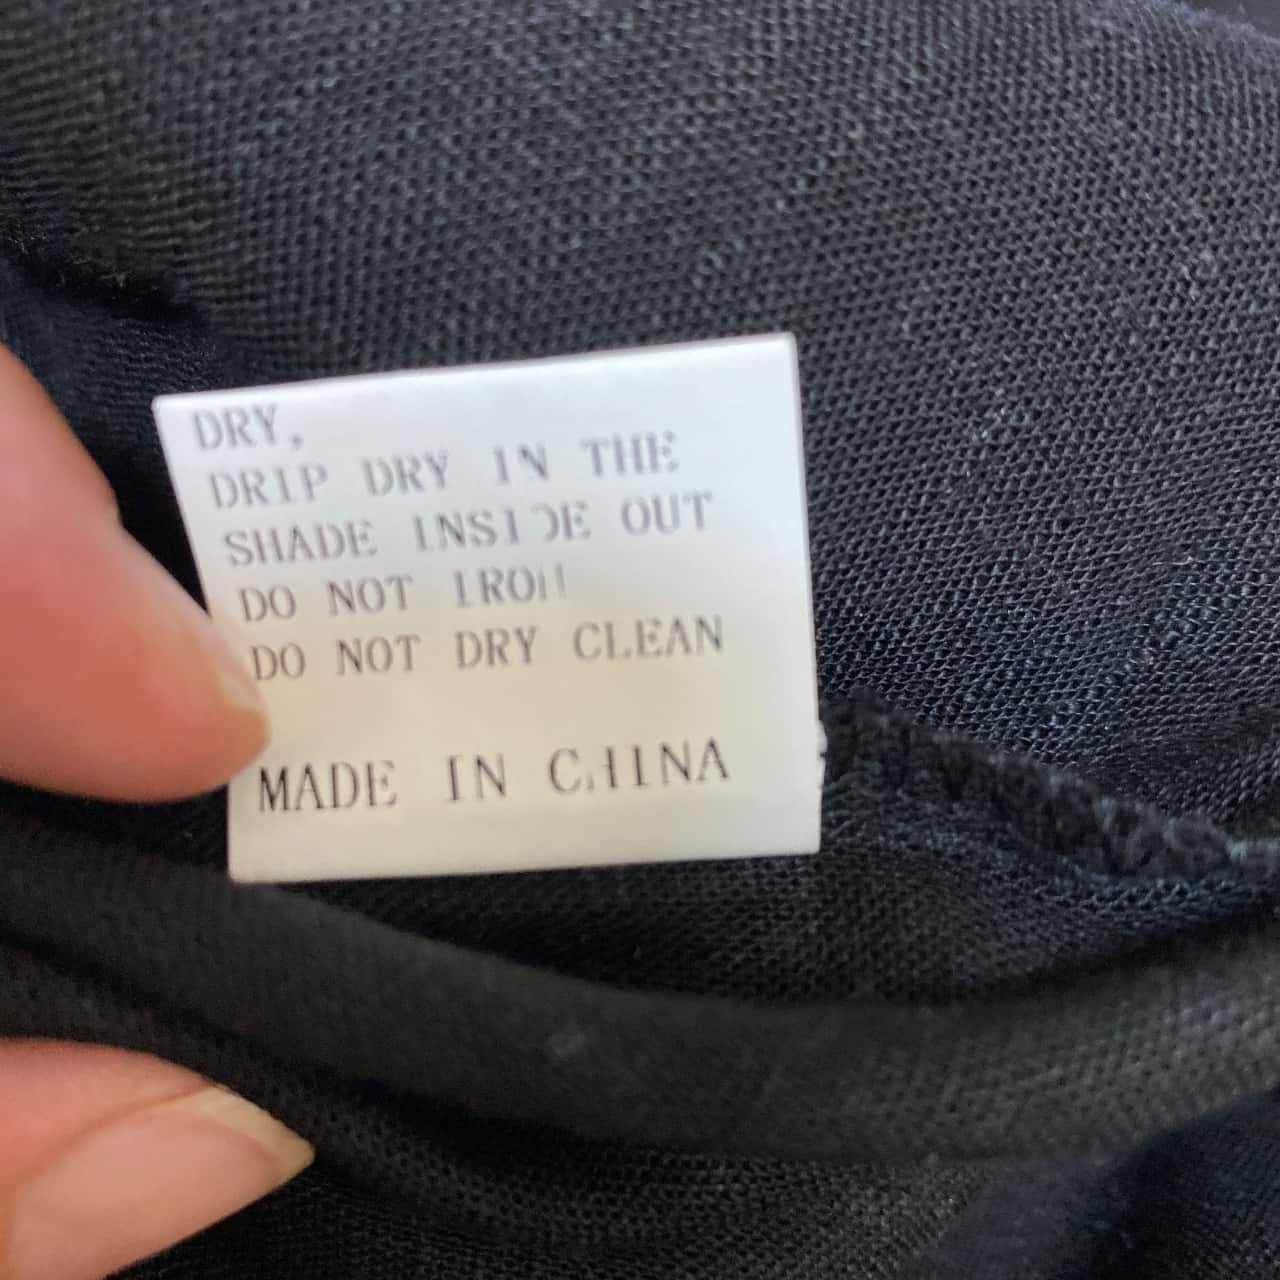 DRY,
DRIP DRY IN THE
SHADE INSIDE OUT
DO NOT IRON
DO NOT DRY CLEAN
MADE IN CHINA